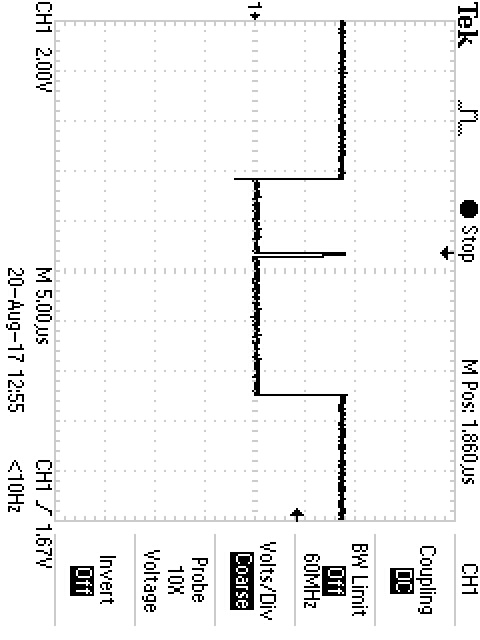 Tek
Stop
M Pos: 1.860µs
CH1
Coupling
DC
BW Limit
Off
60MHz
Volts/Div
Coarse
Probe
10X
Voltage
Invert
Off
1
CH1 2.00V
M 5.00µs
CH1 / 1.67V
20-Aug-17 12:55
<10Hz